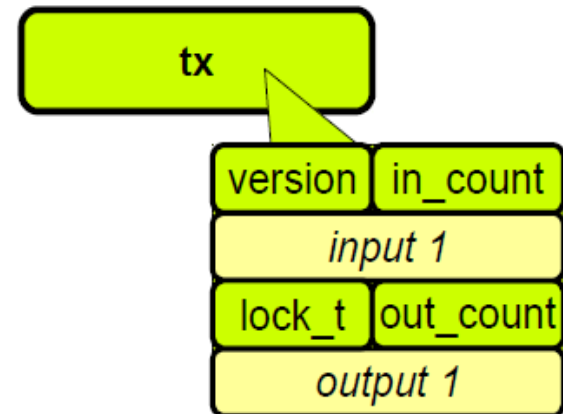 tx
version in_count
input 1
lock_t out_count
output 1